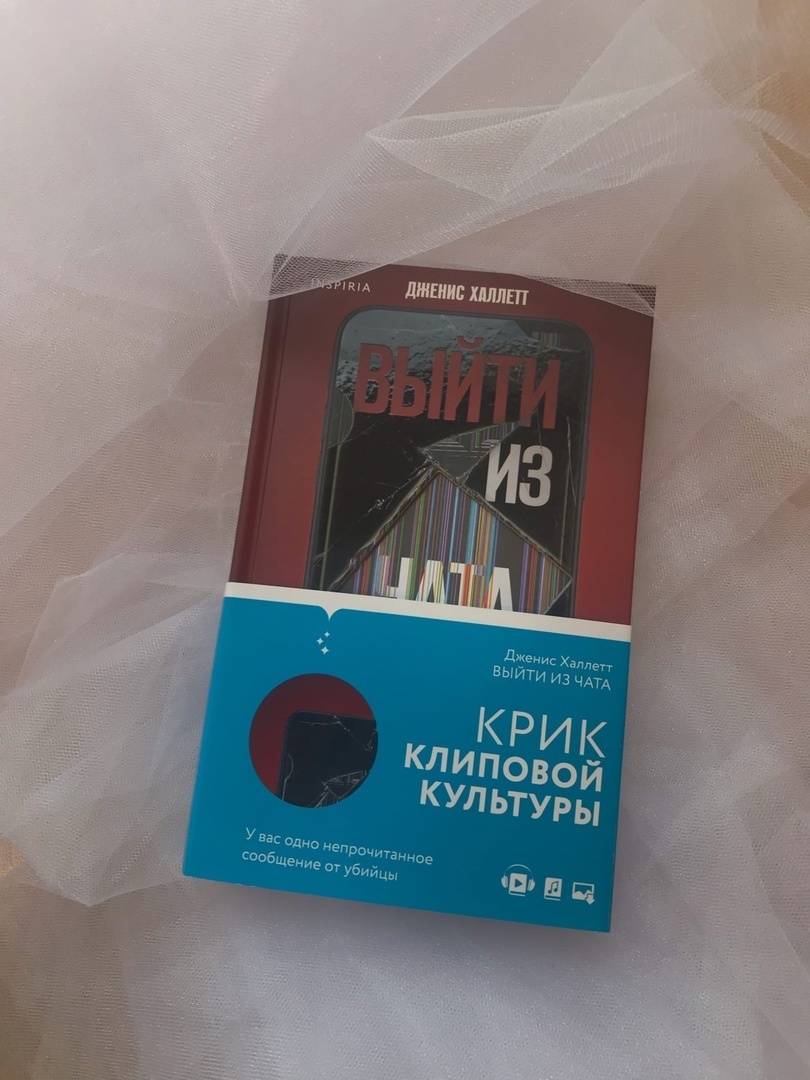 INSPIRIA
ДЖЕНИС ХАЛЛЕТТ
ВЫЙТИ
ИЗ
ЧАТА
Дженис Халлетт
ВЫЙТИ ИЗ ЧАТА
КРИК
КЛИПОВОЙ
КУЛЬТУРЫ
У вас одно непрочитанное
сообщение от убийцы